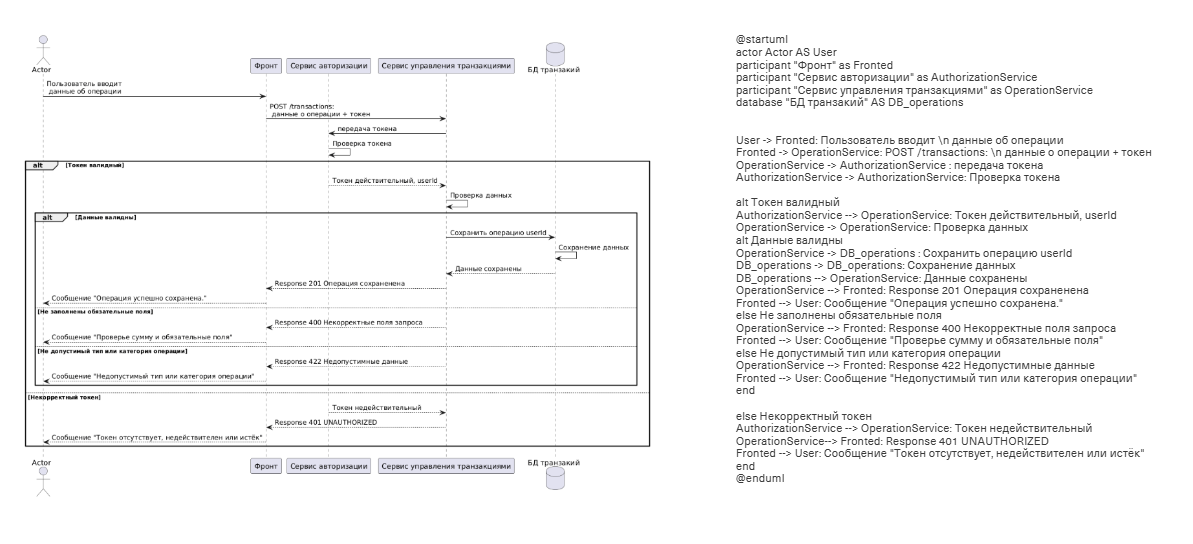 Actor
Фронт
Сервис авторизации
Сервис управления транзакциями
БД транзакий
Пользователь вводит
данные об операции
POST /transactions:
данные о операции + токен
передача токена
Проверка токена
alt
[Токен валидный]
Токен действительный, userId
Проверка данных
alt
[Данные валидны]
Сохранить операцию userId
Сохранение данных
Данные сохранены
Response 201 Операция сохраненена
Сообщение "Операция успешно сохранена."
[Не заполнены обязательные поля]
Response 400 Некорректные поля запроса
Сообщение "Проверье сумму и обязательные поля"
[Не допустимый тип или категория операции]
Response 422 Недопустимные данные
Сообщение "Недопустимый тип или категория операции"
[Некорректный токен]
Токен недействительный
Response 401 UNAUTHORIZED
Сообщение "Токен отсутствует, недействителен или истёк"
Actor
Фронт
Сервис авторизации
Сервис управления транзакциями
БД транзакий
@startuml
actor Actor AS User
participant "Фронт" as Fronted
participant "Сервис авторизации" as AuthorizationService
participant "Сервис управления транзакциями" as OperationService
database "БД транзакий" AS DB_operations
User -> Fronted: Пользователь вводит \n данные об операции
Fronted -> OperationService: POST /transactions: \n данные о операции + токен
OperationService -> AuthorizationService : передача токена
AuthorizationService -> AuthorizationService: Проверка токена
alt Токен валидный
AuthorizationService --> OperationService: Токен действительный, userId
OperationService -> OperationService: Проверка данных
alt Данные валидны
OperationService -> DB_operations : Сохранить операцию userId
DB_operations -> DB_operations: Сохранение данных
DB_operations --> OperationService: Данные сохранены
OperationService --> Fronted: Response 201 Операция сохраненена
Fronted --> User: Сообщение "Операция успешно сохранена."
else Не заполнены обязательные поля
OperationService --> Fronted: Response 400 Некорректные поля запроса
Fronted --> User: Сообщение "Проверье сумму и обязательные поля"
else Не допустимый тип или категория операции
OperationService --> Fronted: Response 422 Недопустимные данные
Fronted --> User: Сообщение "Недопустимый тип или категория операции"
end
else Некорректный токен
AuthorizationService --> OperationService: Токен недействительный
OperationService--> Fronted: Response 401 UNAUTHORIZED
Fronted --> User: Сообщение "Токен отсутствует, недействителен или истёк"
end
@enduml